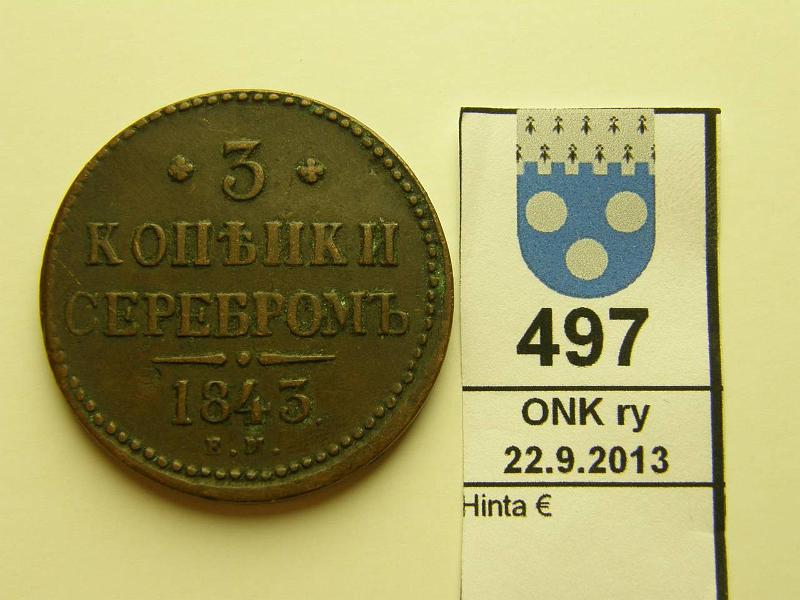 3
КОПѢЙКИ
СЕРЕБРОМЪ
1843.
Е.М.
497
ONK ry
22.9.2013
Hinta €